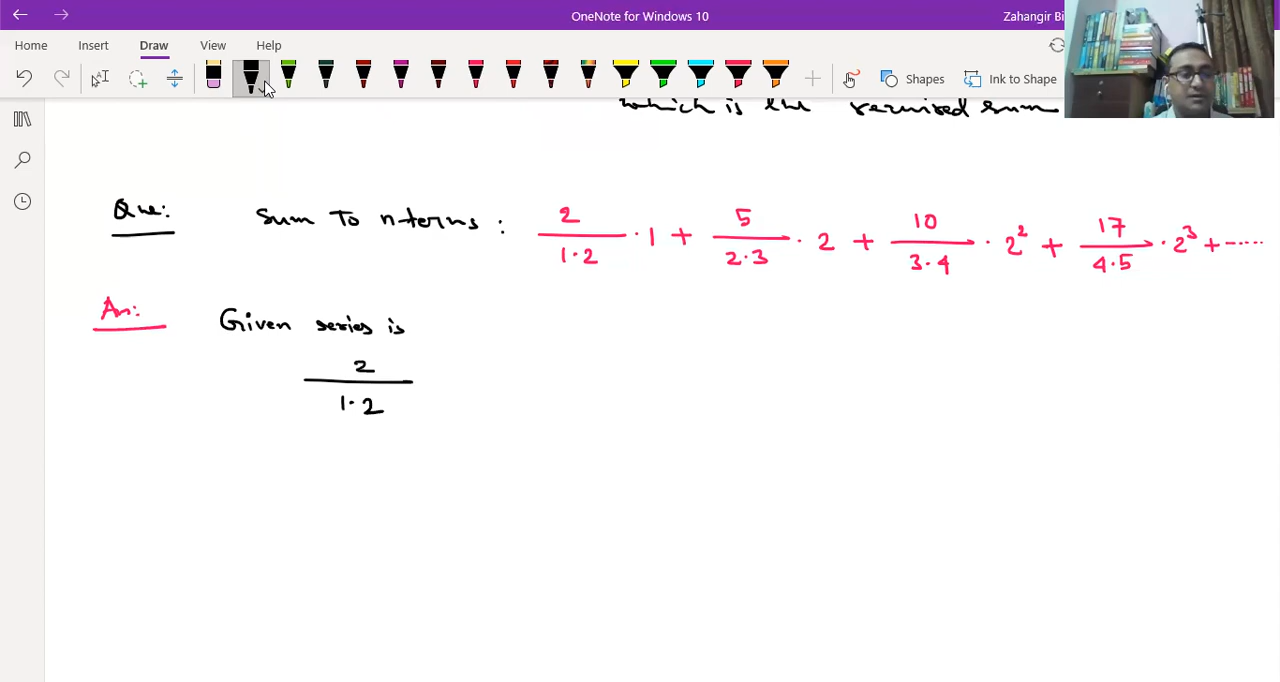 OneNote for Windows 10
Zahangir Bi
Home Insert Draw View Help
Shapes Ink to Shape
which is the required sum
Que: Sum To n terms : 2/1·2 · 1 + 5/2·3 · 2 + 10/3·4 · 2² + 17/4·5 · 2³ + ·····
An: Given series is
2/1·2